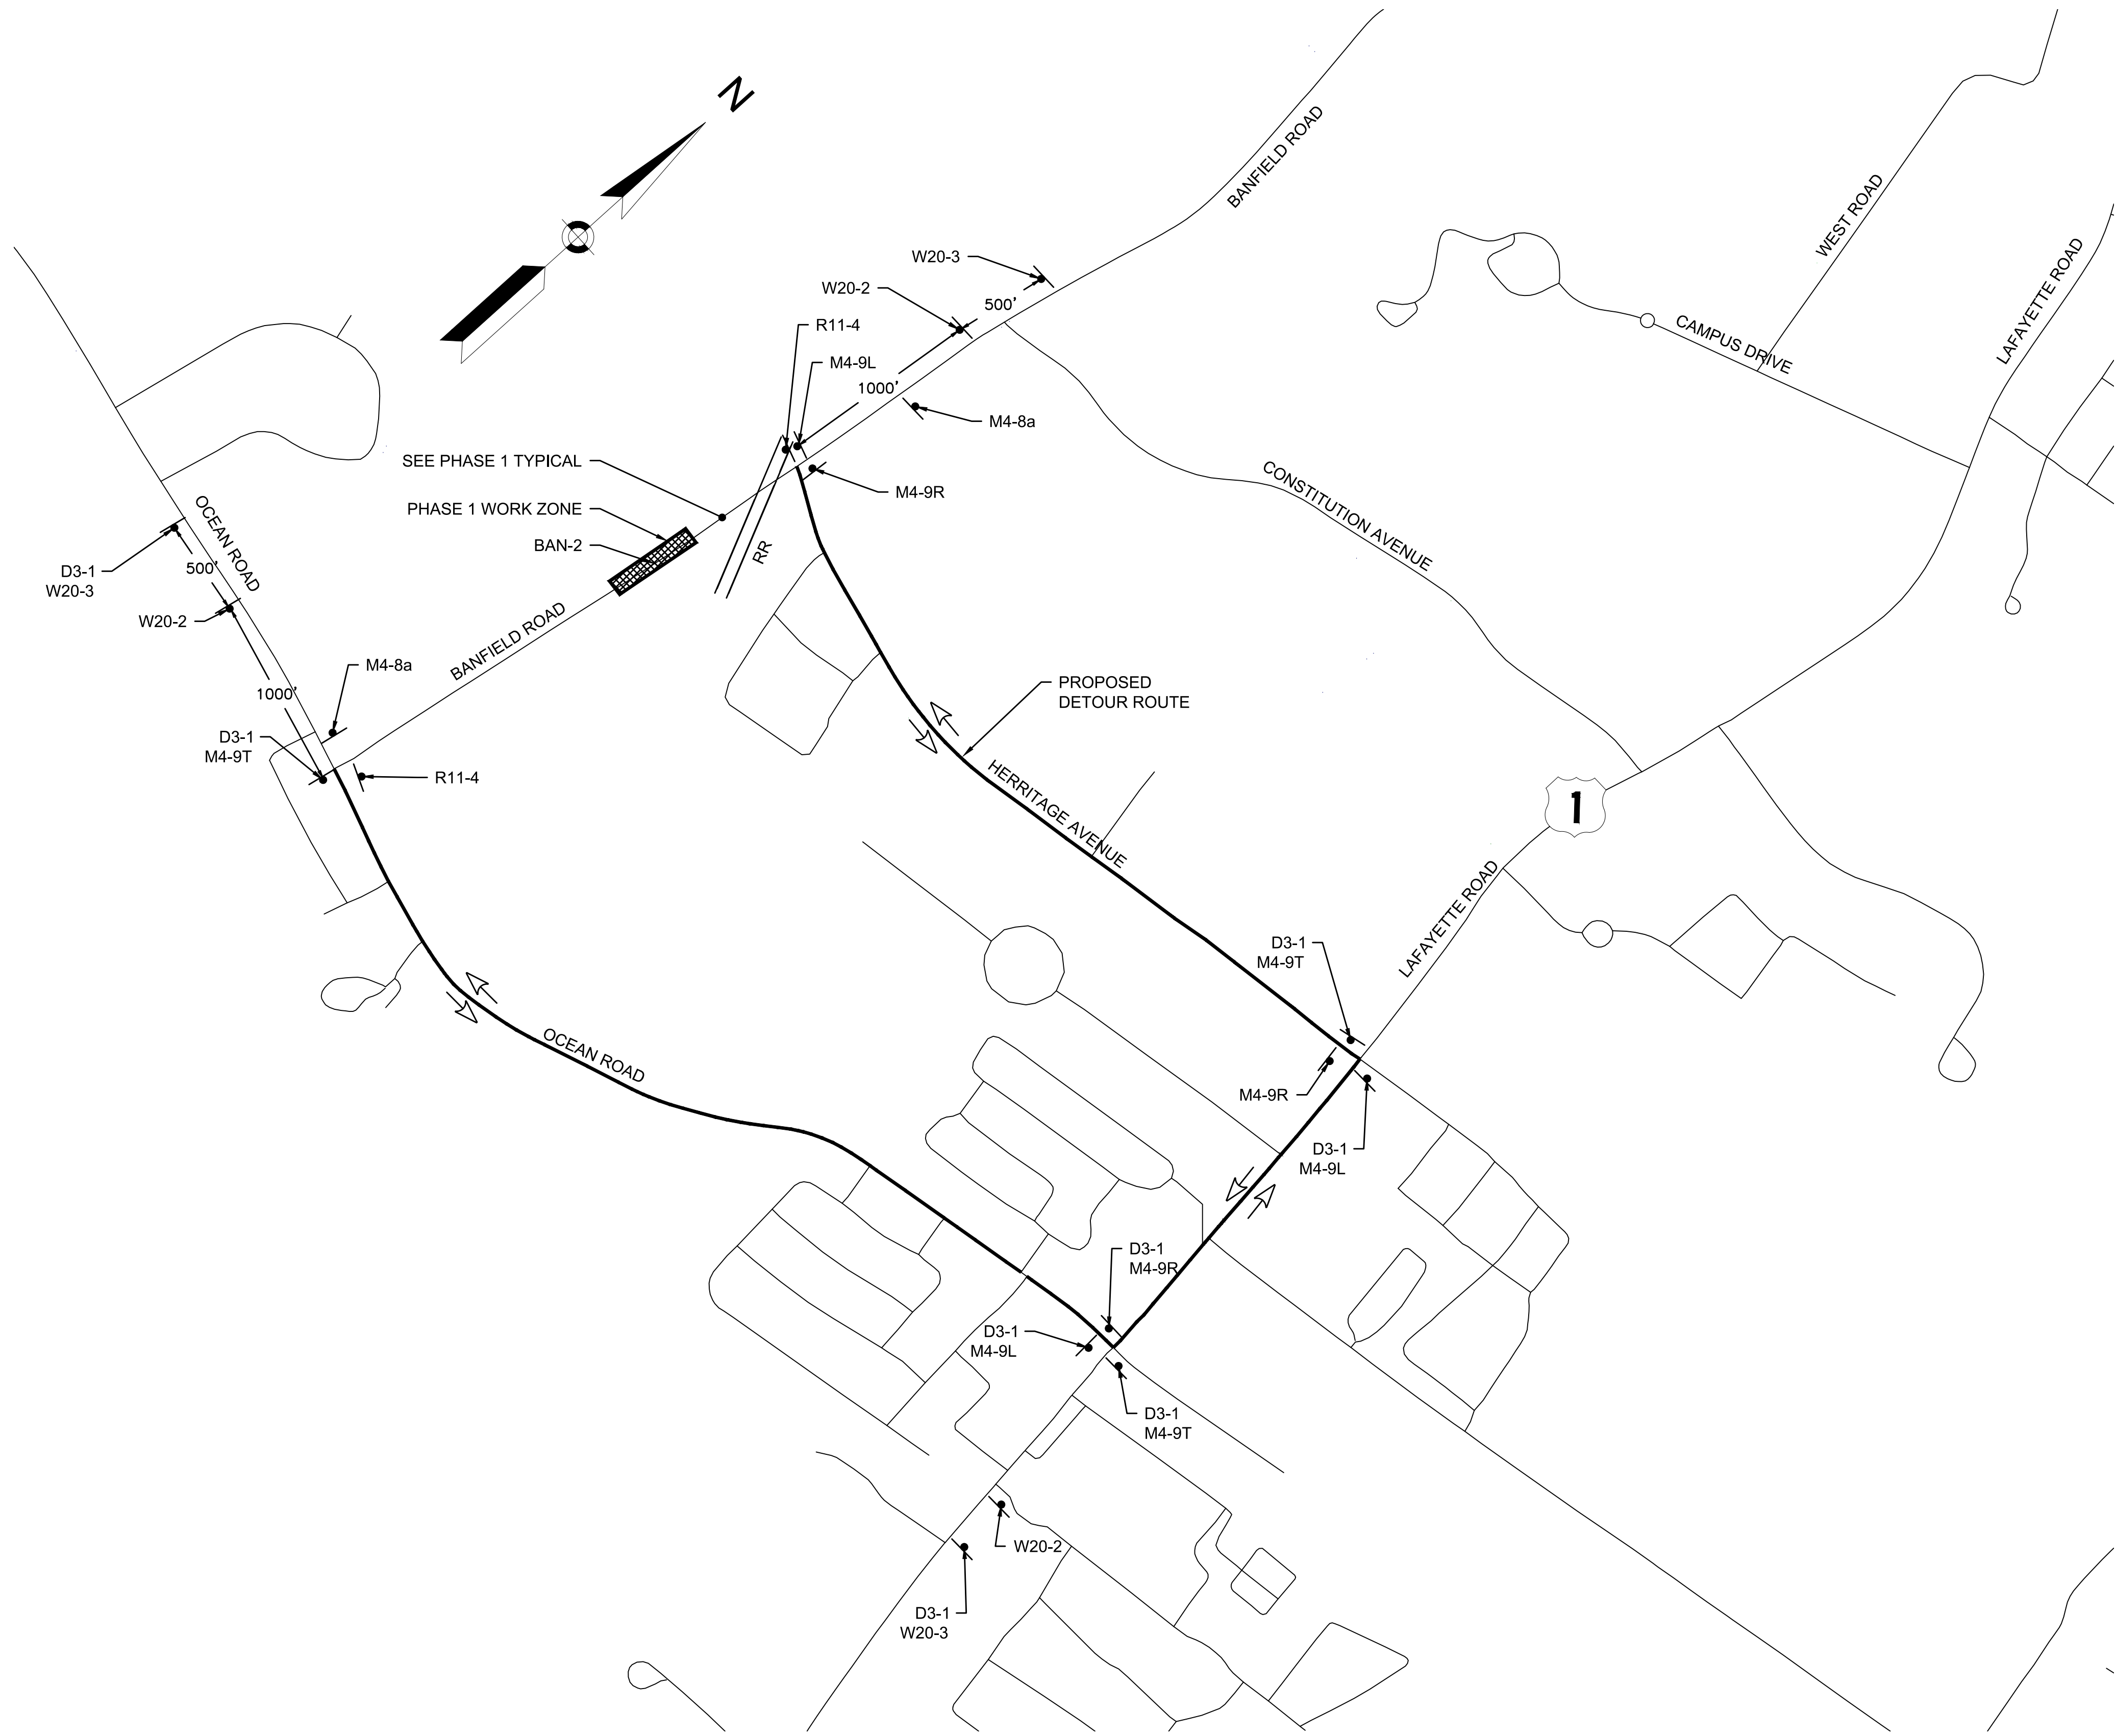 N
BANFIELD ROAD
WEST ROAD
LAFAYETTE ROAD
W20-3
W20-2
500'
R11-4
CAMPUS DRIVE
M4-9L
1000'
M4-8a
SEE PHASE 1 TYPICAL
M4-9R
PHASE 1 WORK ZONE
BAN-2
RR
CONSTITUTION AVENUE
OCEAN ROAD
D3-1
W20-3
500'
W20-2
BANFIELD ROAD
M4-8a
1000'
D3-1
M4-9T
R11-4
PROPOSED
DETOUR ROUTE
HERRITAGE AVENUE
1
LAFAYETTE ROAD
D3-1
M4-9T
OCEAN ROAD
M4-9R
D3-1
M4-9L
D3-1
M4-9R
D3-1
M4-9L
D3-1
M4-9T
W20-2
D3-1
W20-3